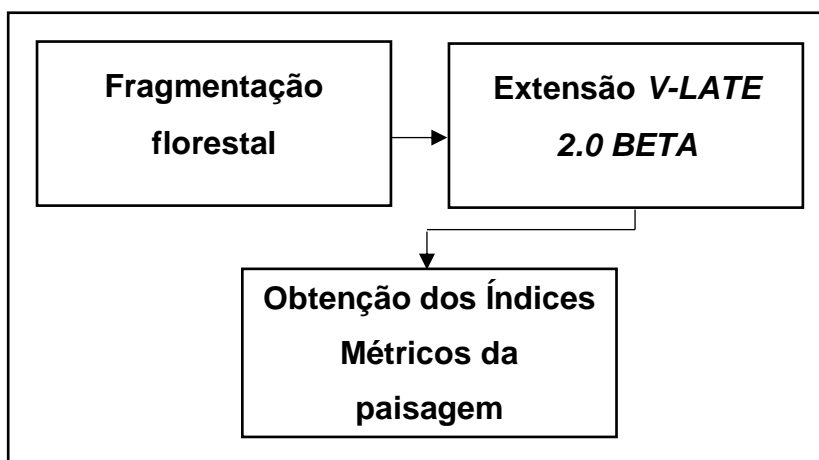 Fragmentação
florestal
Extensão V-LATE
2.0 BETA
Obtenção dos Índices
Métricos da
paisagem